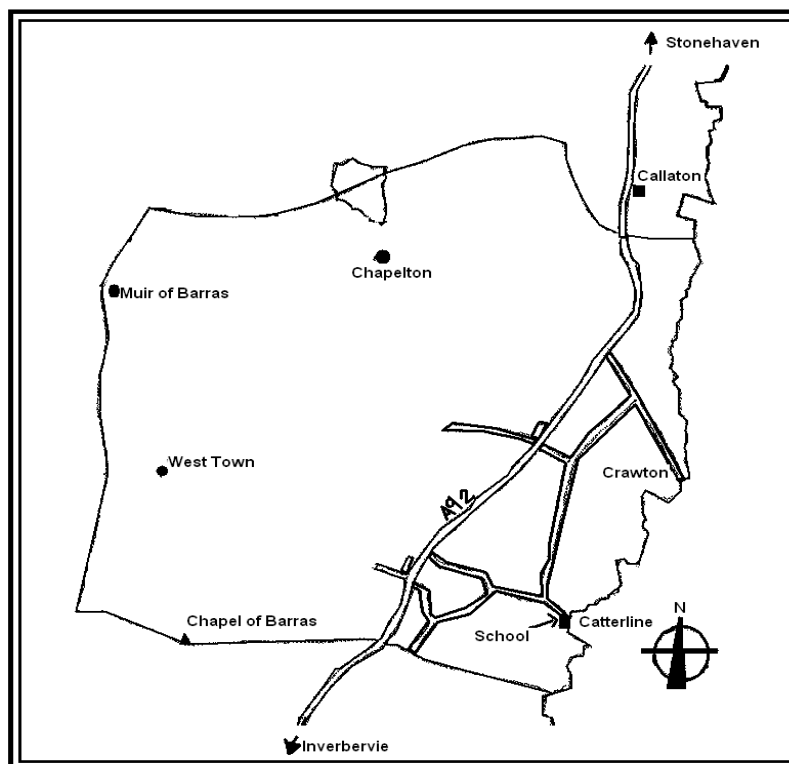 Stonehaven
Callaton
Chapelton
Muir of Barras
West Town
Crawton
A92
Chapel of Barras
School
Catterline
N
Inverbervie